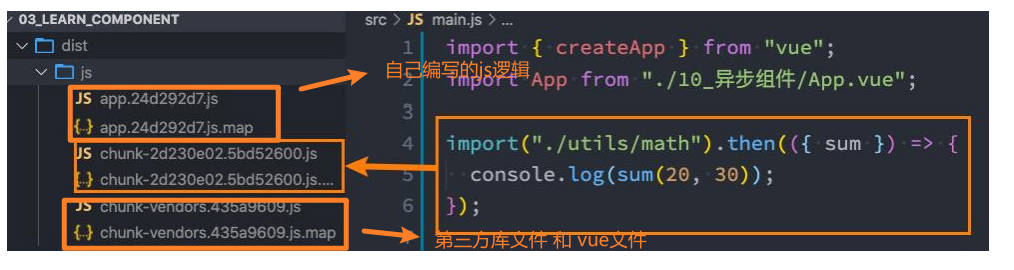 03_LEARN_COMPONENT
dist
js
JS app.24d292d7.js
{..} app.24d292d7.js.map
JS chunk-2d230e02.5bd52600.js
{..} chunk-2d230e02.5bd52600.js....
JS chunk-vendors.435a9609.js
{..} chunk-vendors.435a9609.js.map
src > JS main.js > ...
1 import { createApp } from "vue";
自己编写的js逻辑
2 import App from "./10_异步组件/App.vue";
3
4 import("./utils/math").then(({ sum }) => {
5 console.log(sum(20, 30));
6 });
第三方库文件 和 vue文件